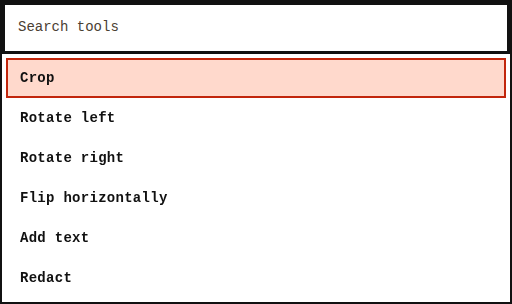 Search tools
Crop
Rotate left
Rotate right
Flip horizontally
Add text
Redact